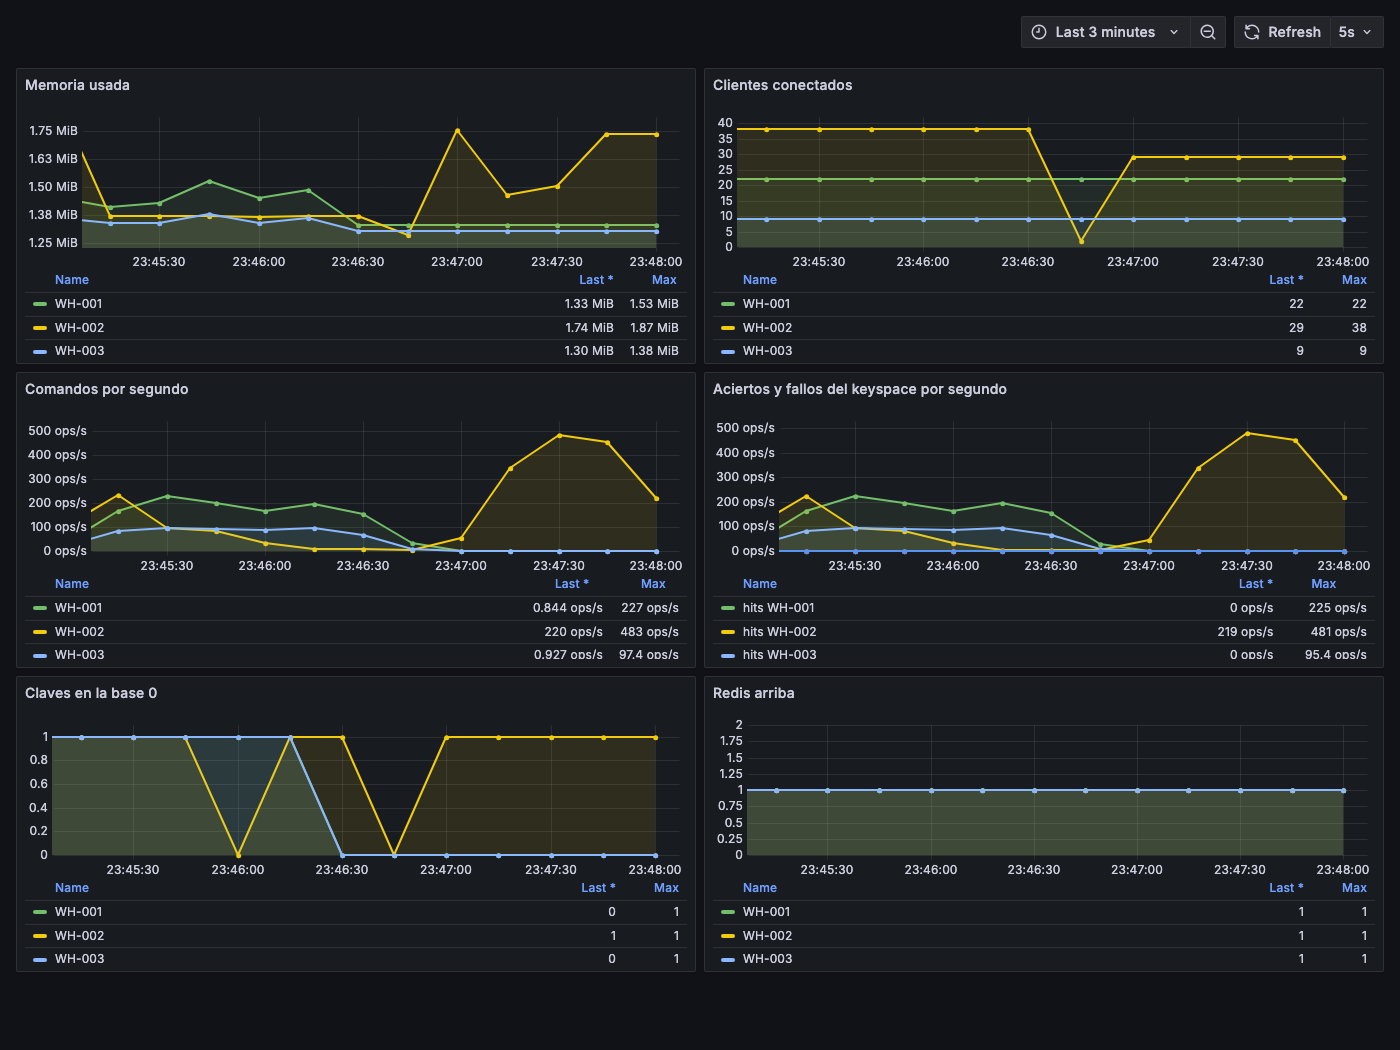 Last 3 minutes
Refresh
5s
Memoria usada
1.75 MiB
1.63 MiB
1.50 MiB
1.38 MiB
1.25 MiB
23:45:30 23:46:00 23:46:30 23:47:00 23:47:30 23:48:00
Name Last * Max
WH-001 1.33 MiB 1.53 MiB
WH-002 1.74 MiB 1.87 MiB
WH-003 1.30 MiB 1.38 MiB
Clientes conectados
40
35
30
25
20
15
10
5
0
23:45:30 23:46:00 23:46:30 23:47:00 23:47:30 23:48:00
Name Last * Max
WH-001 22 22
WH-002 29 38
WH-003 9 9
Comandos por segundo
500 ops/s
400 ops/s
300 ops/s
200 ops/s
100 ops/s
0 ops/s
23:45:30 23:46:00 23:46:30 23:47:00 23:47:30 23:48:00
Name Last * Max
WH-001 0.844 ops/s 227 ops/s
WH-002 220 ops/s 483 ops/s
WH-003 0.927 ops/s 97.4 ops/s
Aciertos y fallos del keyspace por segundo
500 ops/s
400 ops/s
300 ops/s
200 ops/s
100 ops/s
0 ops/s
23:45:30 23:46:00 23:46:30 23:47:00 23:47:30 23:48:00
Name Last * Max
hits WH-001 0 ops/s 225 ops/s
hits WH-002 219 ops/s 481 ops/s
hits WH-003 0 ops/s 95.4 ops/s
Claves en la base 0
1
0.8
0.6
0.4
0.2
0
23:45:30 23:46:00 23:46:30 23:47:00 23:47:30 23:48:00
Name Last * Max
WH-001 0 1
WH-002 1 1
WH-003 0 1
Redis arriba
2
1.75
1.5
1.25
1
0.75
0.5
0.25
0
23:45:30 23:46:00 23:46:30 23:47:00 23:47:30 23:48:00
Name Last * Max
WH-001 1 1
WH-002 1 1
WH-003 1 1